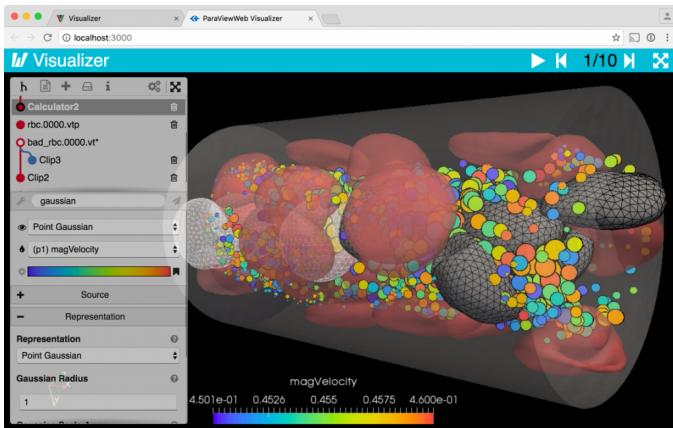 Visualizer
ParaViewWeb Visualizer
localhost:3000
Visualizer
1/10
Calculator2
rbc.0000.vtp
bad_rbc.0000.vt*
Clip3
Clip2
gaussian
Point Gaussian
(p1) magVelocity
Source
Representation
Representation
Point Gaussian
Gaussian Radius
1
magVelocity
4.501e-01 0.4526 0.455 0.4575 4.600e-01